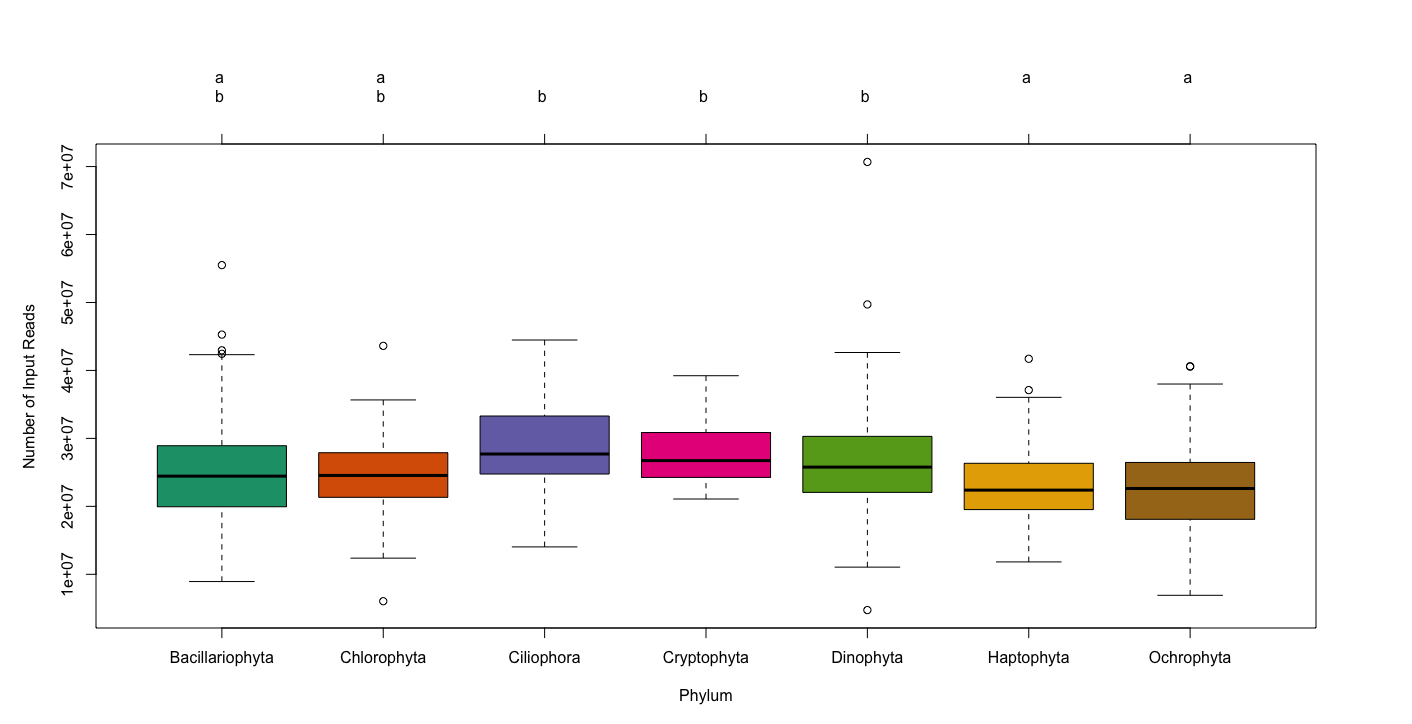 a a a a
b b b b b
7e+07
6e+07
5e+07
4e+07
3e+07
2e+07
1e+07
Number of Input Reads
Bacillariophyta Chlorophyta Ciliophora Cryptophyta Dinophyta Haptophyta Ochrophyta
Phylum